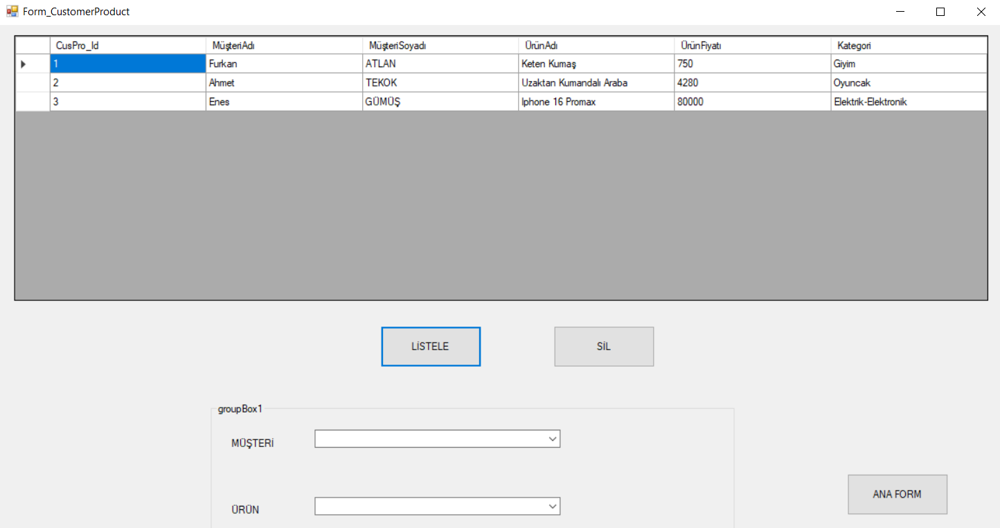 Form_CustomerProduct
CusPro_Id MüşteriAdı MüşteriSoyadı ÜrünAdı ÜrünFiyatı Kategori
1 Furkan ATLAN Keten Kumaş 750 Giyim
2 Ahmet TEKOK Uzaktan Kumandalı Araba 4280 Oyuncak
3 Enes GÜMÜŞ Iphone 16 Promax 80000 Elektrik-Elektronik
LİSTELE SİL
groupBox1
MÜŞTERİ
ANA FORM
ÜRÜN